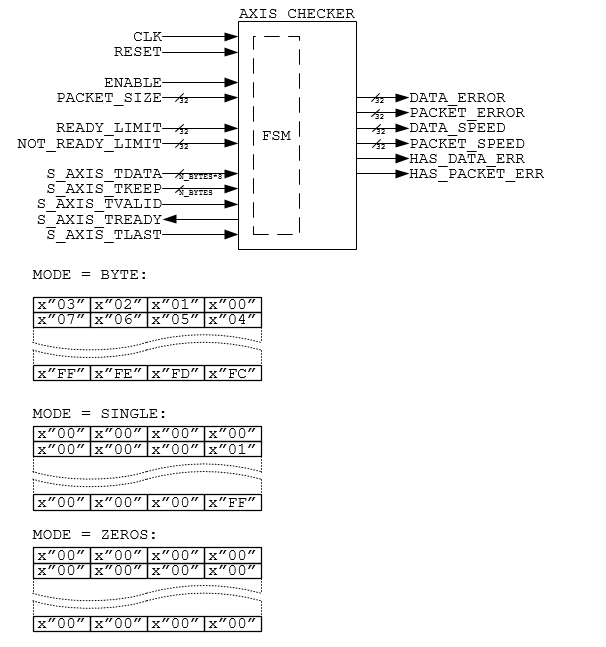 AXIS CHECKER
CLK
RESET
ENABLE
PACKET_SIZE 32
READY_LIMIT 32
NOT_READY_LIMIT 32
S_AXIS_TDATA N_BYTES*8
S_AXIS_TKEEP N_BYTES
S_AXIS_TVALID
S_AXIS_TREADY
S_AXIS_TLAST
FSM
32 DATA_ERROR
32 PACKET_ERROR
32 DATA_SPEED
32 PACKET_SPEED
HAS_DATA_ERR
HAS_PACKET_ERR
MODE = BYTE:
x"03" x"02" x"01" x"00"
x"07" x"06" x"05" x"04"
x"FF" x"FE" x"FD" x"FC"
MODE = SINGLE:
x"00" x"00" x"00" x"00"
x"00" x"00" x"00" x"01"
x"00" x"00" x"00" x"FF"
MODE = ZEROS:
x"00" x"00" x"00" x"00"
x"00" x"00" x"00" x"00"
x"00" x"00" x"00" x"00"